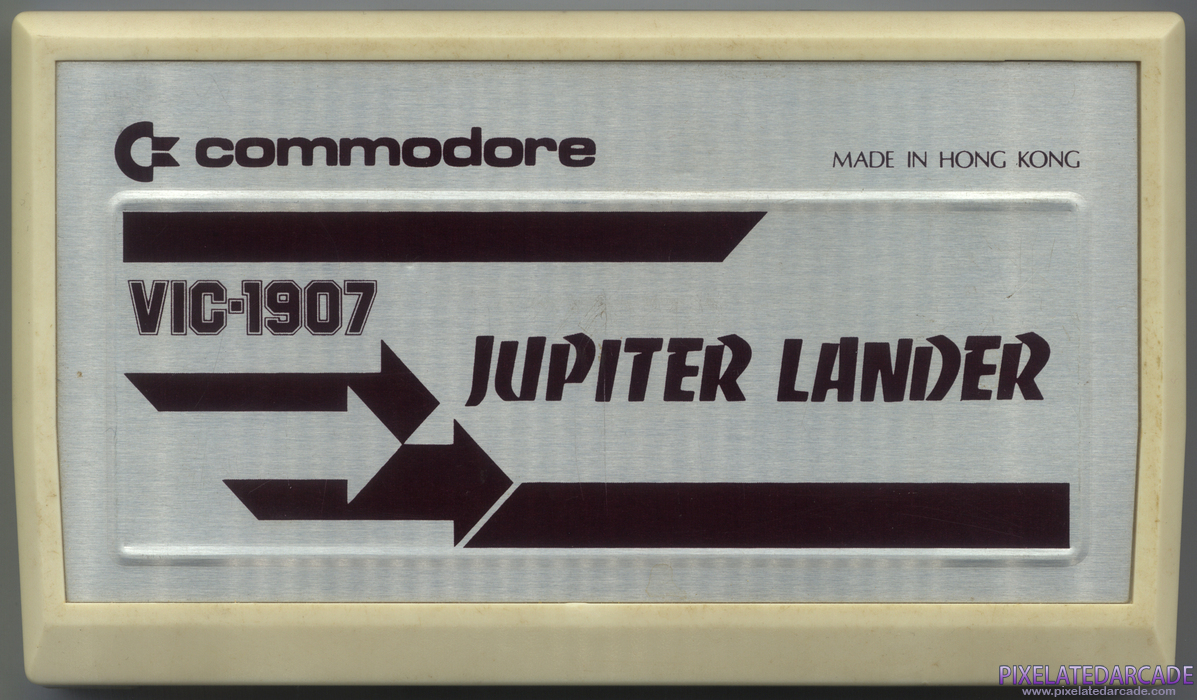 commodore
MADE IN HONG KONG
VIC-1907
JUPITER LANDER
PIXELATEDARCADE
www.pixelatedarcade.com